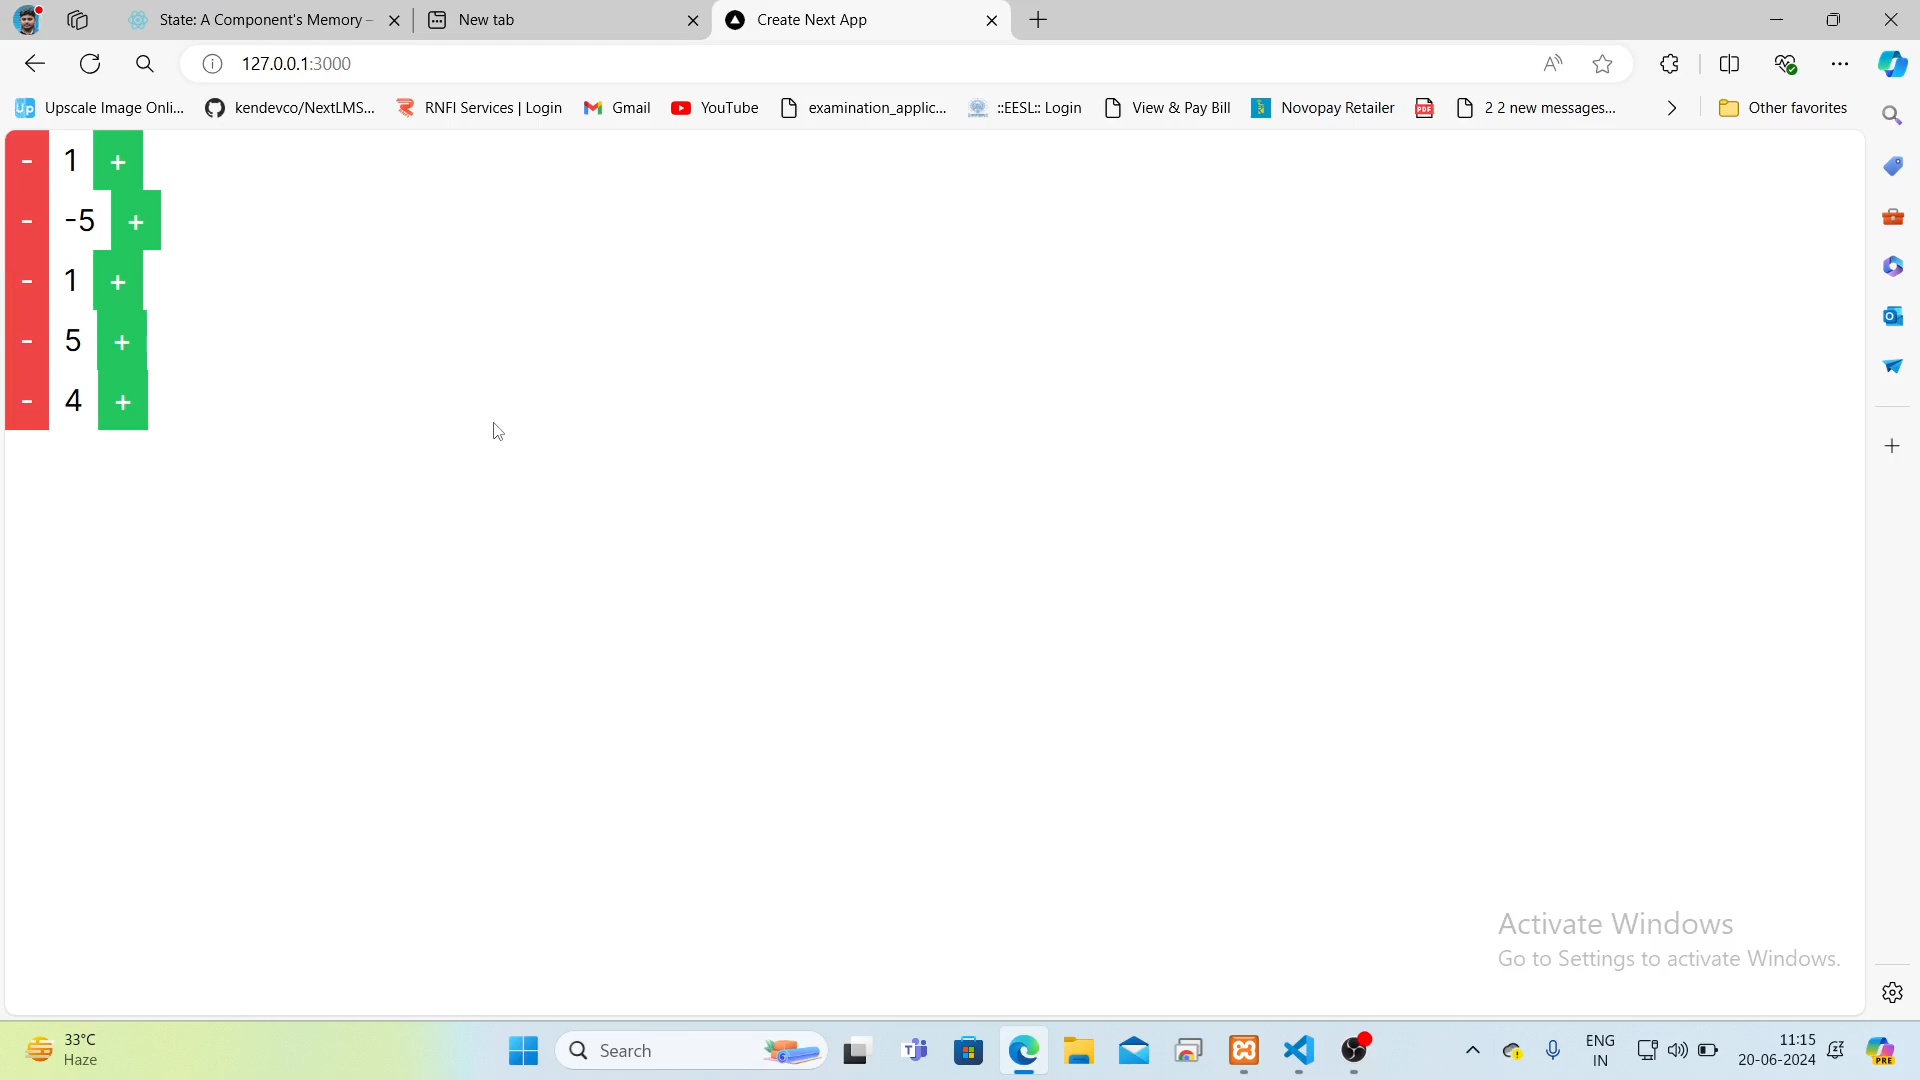 State: A Component's Memory –
New tab
Create Next App
127.0.0.1:3000
Upscale Image Onli...
kendevco/NextLMS...
RNFI Services | Login
Gmail
YouTube
examination_applic...
::EESL:: Login
View & Pay Bill
Novopay Retailer
PDF
2 2 new messages...
Other favorites
- 1 +
- -5 +
- 1 +
- 5 +
- 4 +
Activate Windows
Go to Settings to activate Windows.
33°C
Haze
Search
ENG
IN
11:15
20-06-2024
PRE